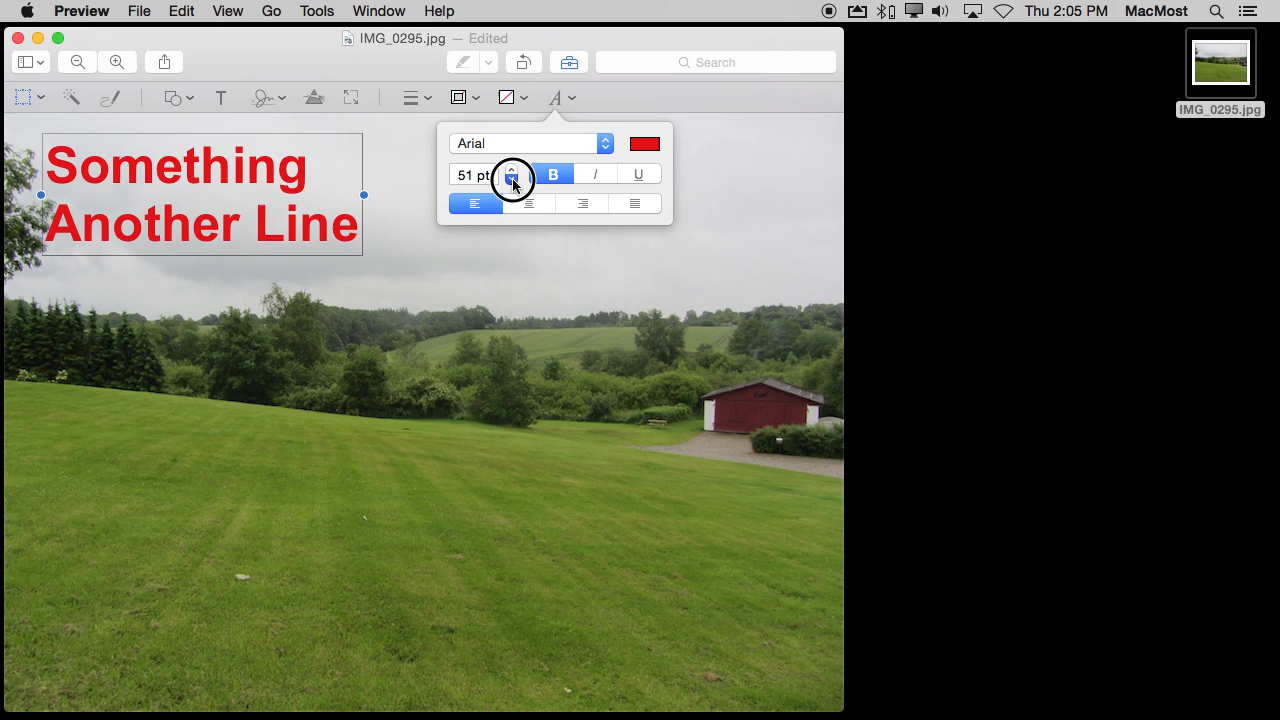 Preview File Edit View Go Tools Window Help Thu 2:05 PM MacMost
IMG_0295.jpg — Edited
Search
T A
Arial
51 pt B I U
Something
Another Line
IMG_0295.jpg